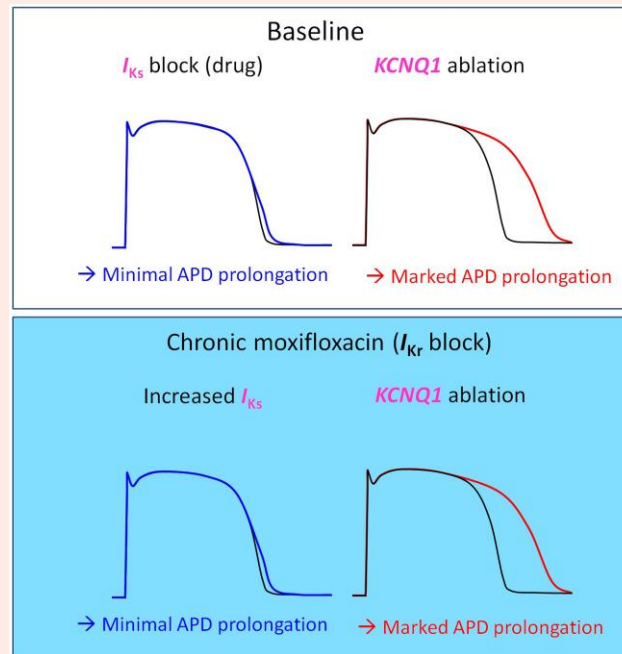 Baseline
IKs block (drug)
KCNQ1 ablation
→ Minimal APD prolongation
→ Marked APD prolongation
Chronic moxifloxacin (IKr block)
Increased IKs
KCNQ1 ablation
→ Minimal APD prolongation
→ Marked APD prolongation